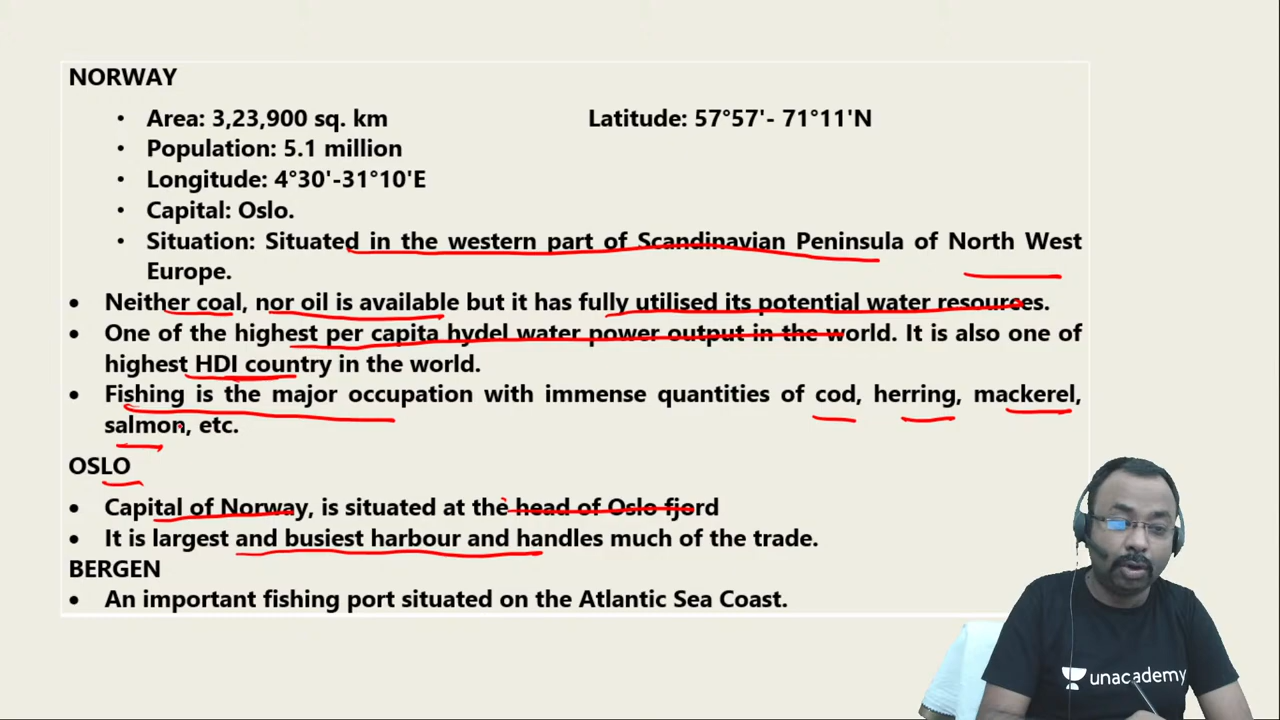 NORWAY
• Area: 3,23,900 sq. km Latitude: 57°57'- 71°11'N
• Population: 5.1 million
• Longitude: 4°30'-31°10'E
• Capital: Oslo.
• Situation: Situated in the western part of Scandinavian Peninsula of North West
Europe.
• Neither coal, nor oil is available but it has fully utilised its potential water resources.
• One of the highest per capita hydel water power output in the world. It is also one of
highest HDI country in the world.
• Fishing is the major occupation with immense quantities of cod, herring, mackerel,
salmon, etc.
OSLO
• Capital of Norway, is situated at the head of Oslo fjord
• It is largest and busiest harbour and handles much of the trade.
BERGEN
• An important fishing port situated on the Atlantic Sea Coast.
unacademy